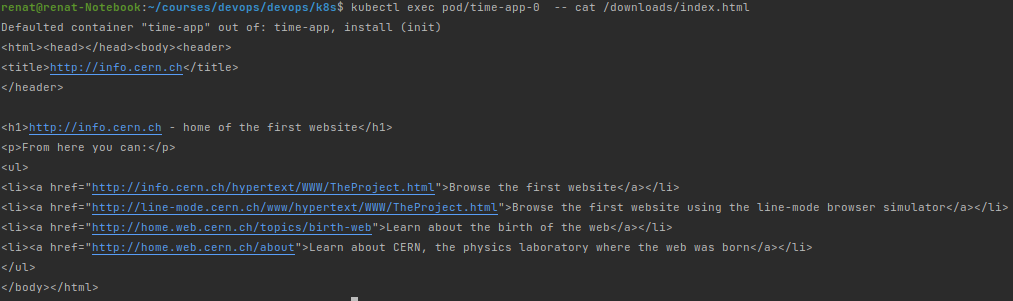 renat@renat-Notebook:~/courses/devops/devops/k8s$ kubectl exec pod/time-app-0  -- cat /downloads/index.html
Defaulted container "time-app" out of: time-app, install (init)
<html><head></head><body><header>
<title>http://info.cern.ch</title>
</header>

<h1>http://info.cern.ch - home of the first website</h1>
<p>From here you can:</p>
<ul>
<li><a href="http://info.cern.ch/hypertext/WWW/TheProject.html">Browse the first website</a></li>
<li><a href="http://line-mode.cern.ch/www/hypertext/WWW/TheProject.html">Browse the first website using the line-mode browser simulator</a></li>
<li><a href="http://home.web.cern.ch/topics/birth-web">Learn about the birth of the web</a></li>
<li><a href="http://home.web.cern.ch/about">Learn about CERN, the physics laboratory where the web was born</a></li>
</ul>
</body></html>